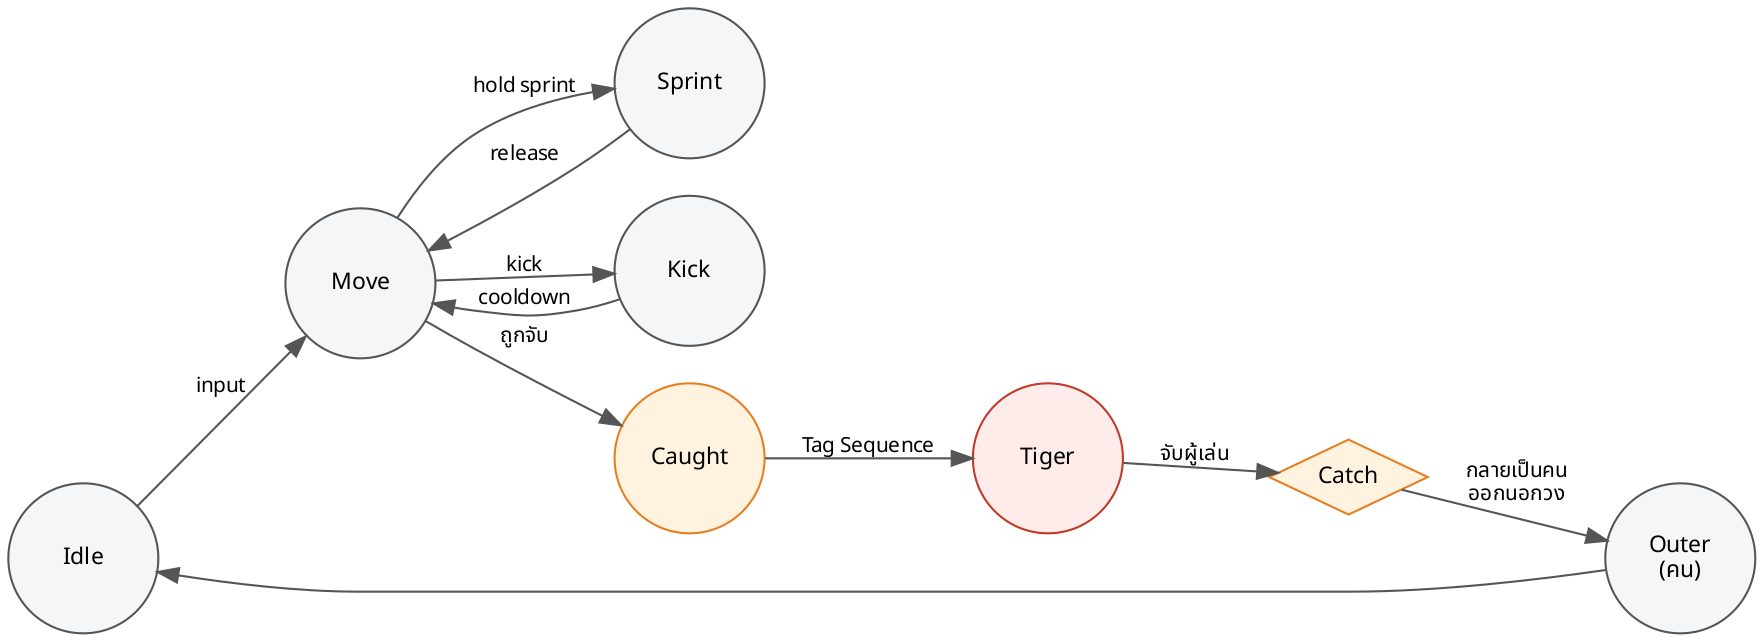 Sprint
hold sprint
release
Kick
kick
Move
cooldown
ถูกจับ
input
Caught
Tag Sequence
Tiger
จับผู้เล่น
Catch
กลายเป็นคน
ออกนอกวง
Idle
Outer
(คน)